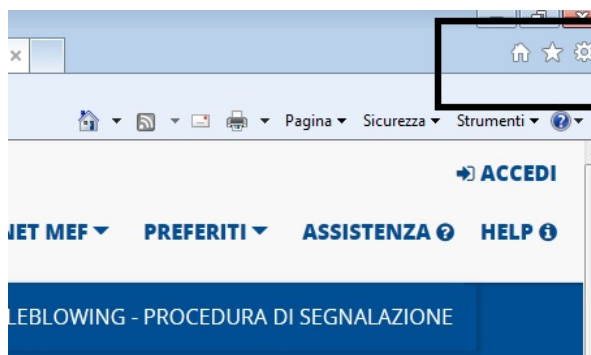 Pagina Sicurezza Strumenti
ACCEDI
NET MEF PREFERITI ASSISTENZA HELP
LEBLOWING - PROCEDURA DI SEGNALAZIONE